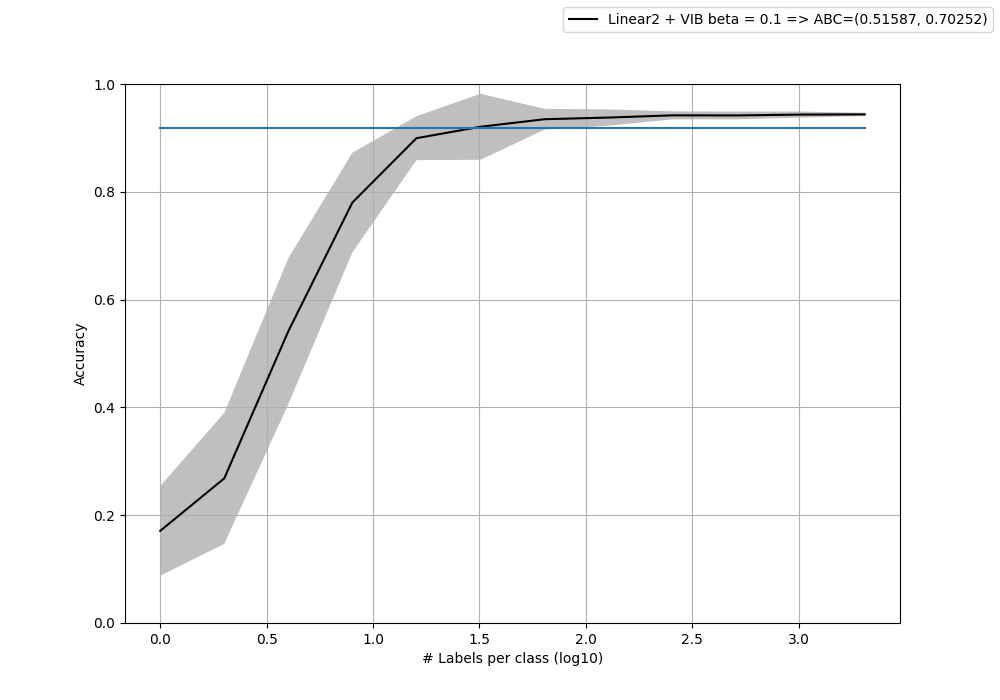 Linear2 + VIB beta = 0.1 => ABC=(0.51587, 0.70252)
1.0
0.8
0.6
0.4
0.2
0.0
Accuracy
0.0 0.5 1.0 1.5 2.0 2.5 3.0
# Labels per class (log10)